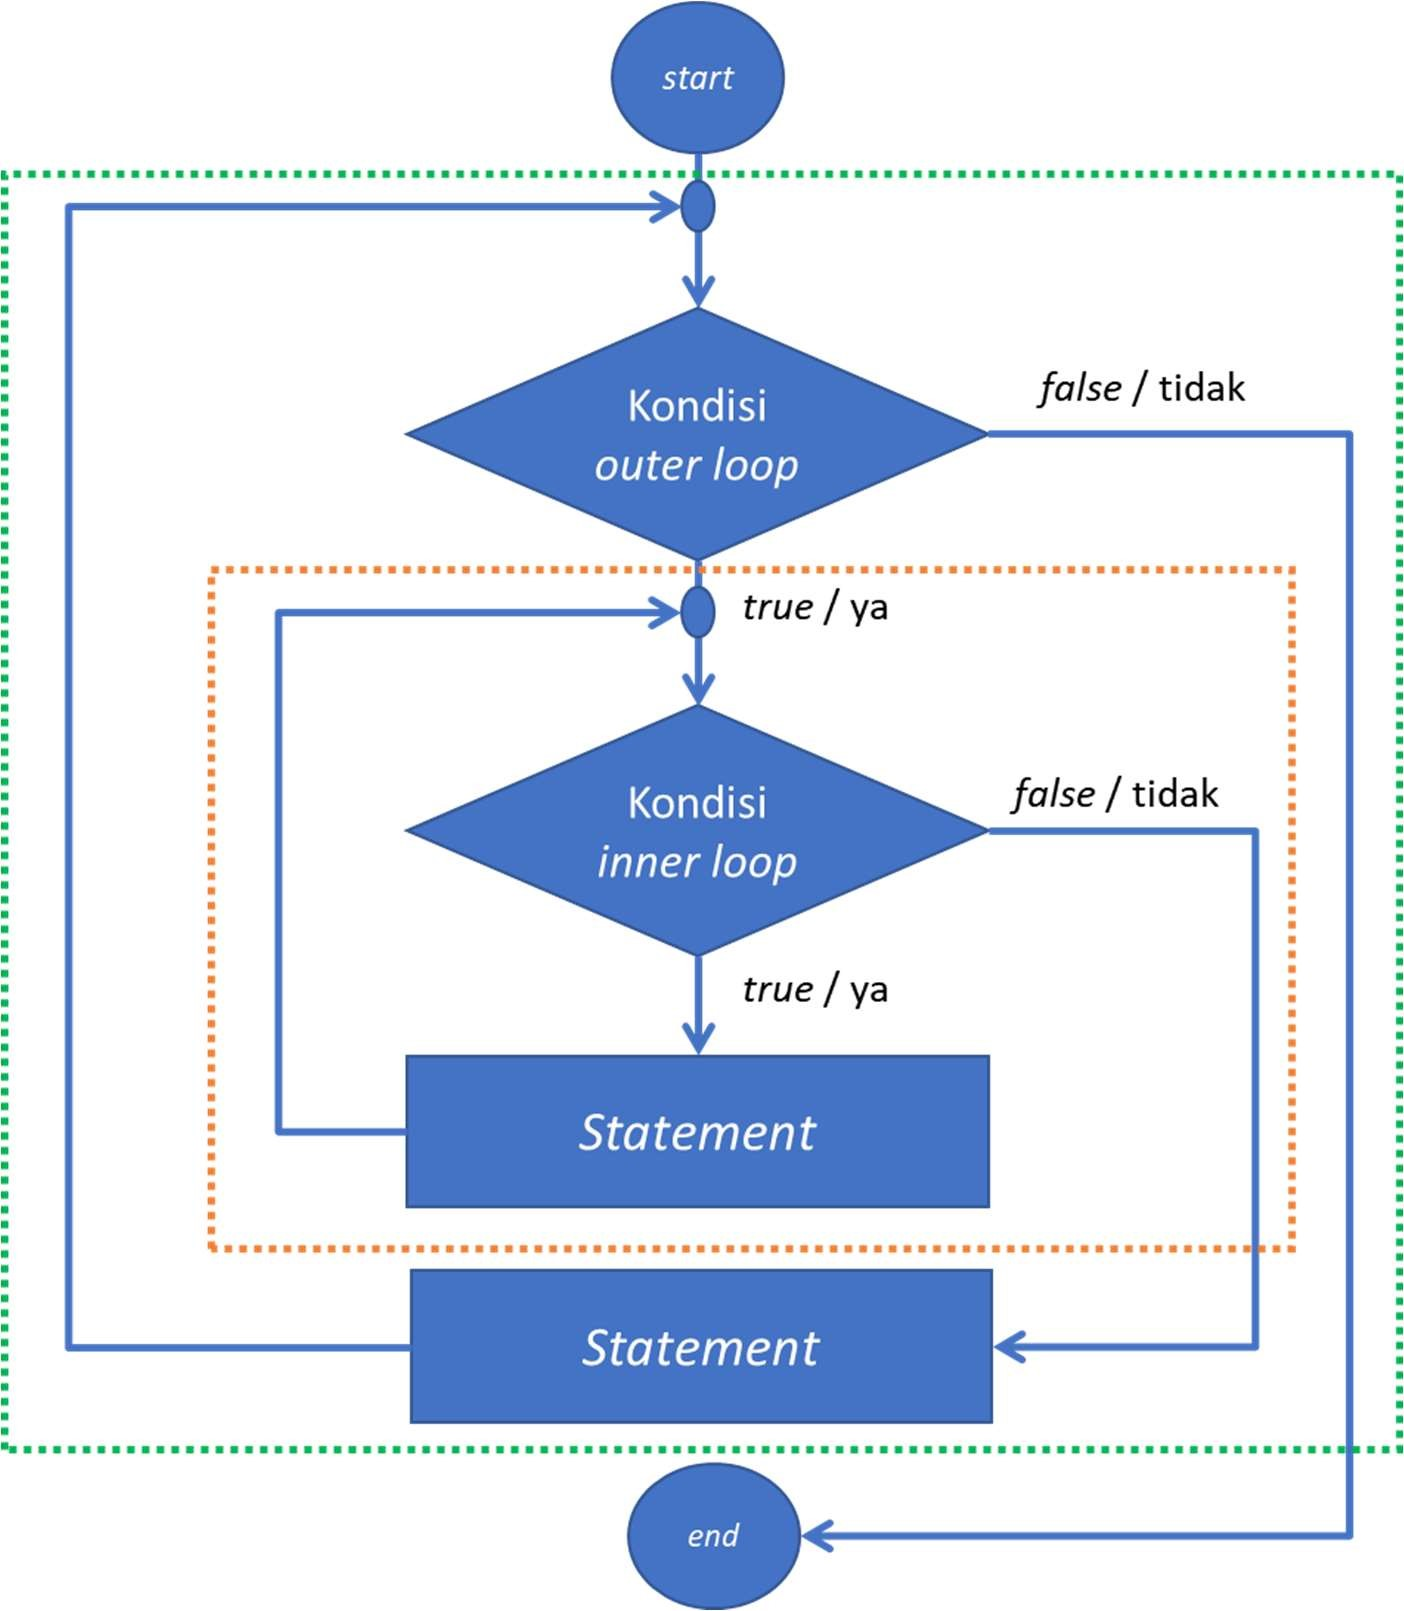 start
Kondisi
outer loop
false / tidak
true / ya
Kondisi
inner loop
false / tidak
true / ya
Statement
Statement
end